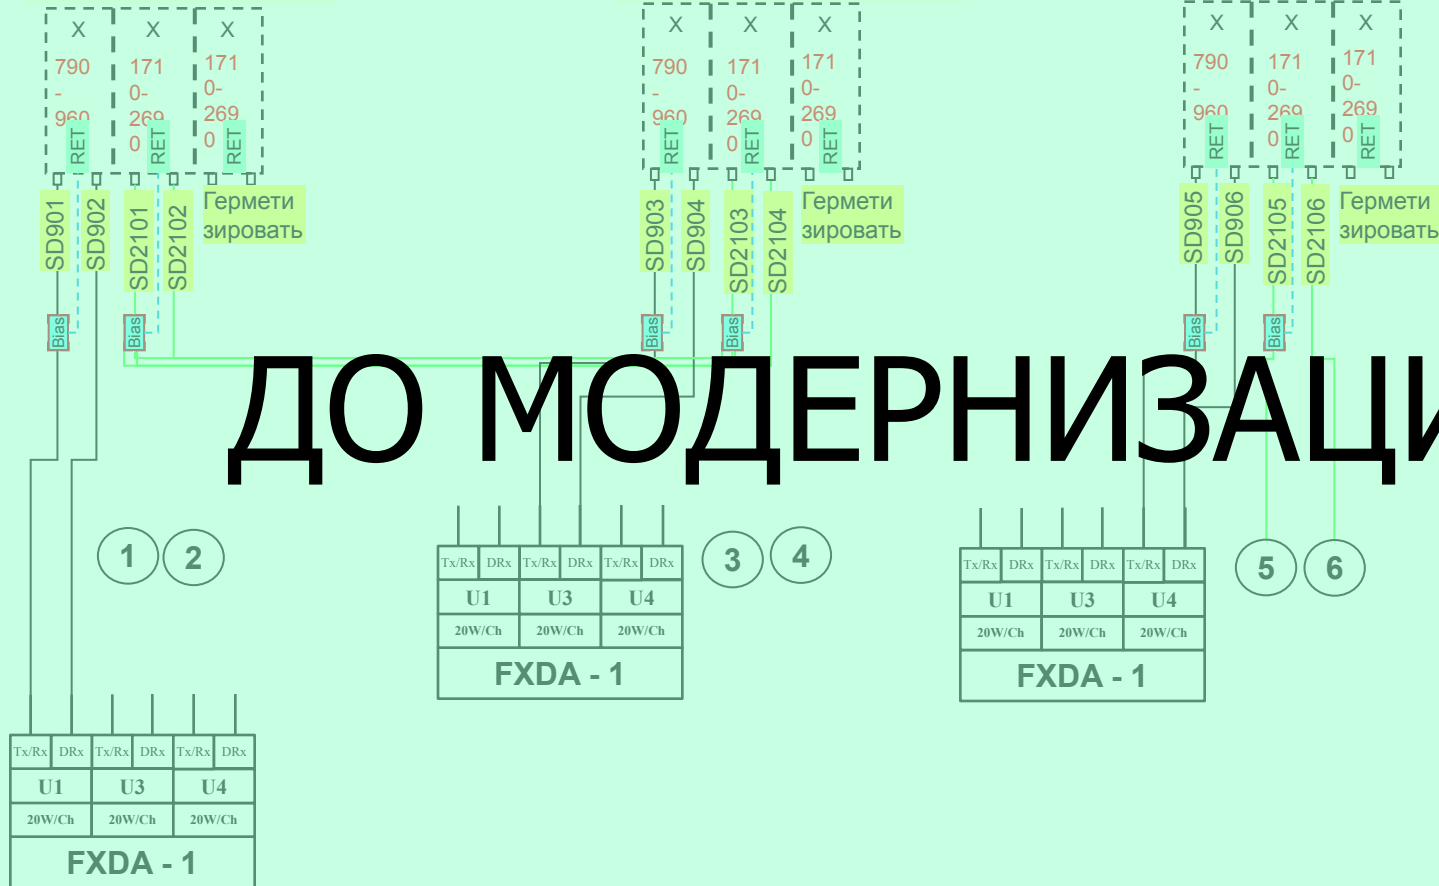 X X X
790
-
960
171
0-
269
0
171
0-
269
0
RET RET RET
X X X
790
-
960
171
0-
269
0
171
0-
269
0
RET RET RET
X X X
790
-
960
171
0-
269
0
171
0-
269
0
RET RET RET
SD901 SD902 SD2101 SD2102
Гермети
зировать
SD903 SD904 SD2103 SD2104
Гермети
зировать
SD905 SD906 SD2105 SD2106
Гермети
зировать
Bias Bias Bias Bias Bias Bias
ДО МОДЕРНИЗАЦИ
1 2 3 4 5 6
Tx/Rx DRx Tx/Rx DRx Tx/Rx DRx
U1 U3 U4
20W/Ch 20W/Ch 20W/Ch
FXDA - 1
Tx/Rx DRx Tx/Rx DRx Tx/Rx DRx
U1 U3 U4
20W/Ch 20W/Ch 20W/Ch
FXDA - 1
Tx/Rx DRx Tx/Rx DRx Tx/Rx DRx
U1 U3 U4
20W/Ch 20W/Ch 20W/Ch
FXDA - 1